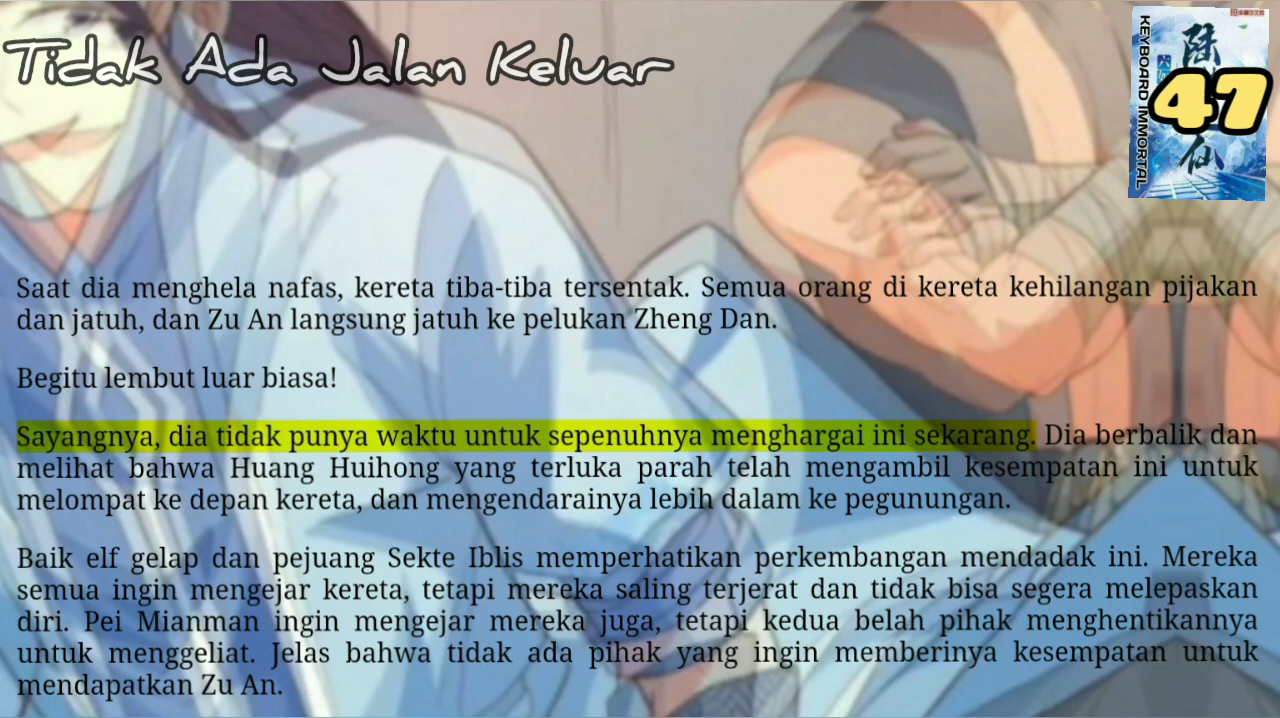 Tidak Ada Jalan Keluar
KEYBOARD IMMORTAL
47
仙
Saat dia menghela nafas, kereta tiba-tiba tersentak. Semua orang di kereta kehilangan pijakan
dan jatuh, dan Zu An langsung jatuh ke pelukan Zheng Dan.
Begitu lembut luar biasa!
Sayangnya, dia tidak punya waktu untuk sepenuhnya menghargai ini sekarang. Dia berbalik dan
melihat bahwa Huang Huihong yang terluka parah telah mengambil kesempatan ini untuk
melompat ke depan kereta, dan mengendarainya lebih dalam ke pegunungan.
Baik elf gelap dan pejuang Sekte Iblis memperhatikan perkembangan mendadak ini. Mereka
semua ingin mengejar kereta, tetapi mereka saling terjerat dan tidak bisa segera melepaskan
diri. Pei Mianman ingin mengejar mereka juga, tetapi kedua belah pihak menghentikannya
untuk menggeliat. Jelas bahwa tidak ada pihak yang ingin memberinya kesempatan untuk
mendapatkan Zu An.